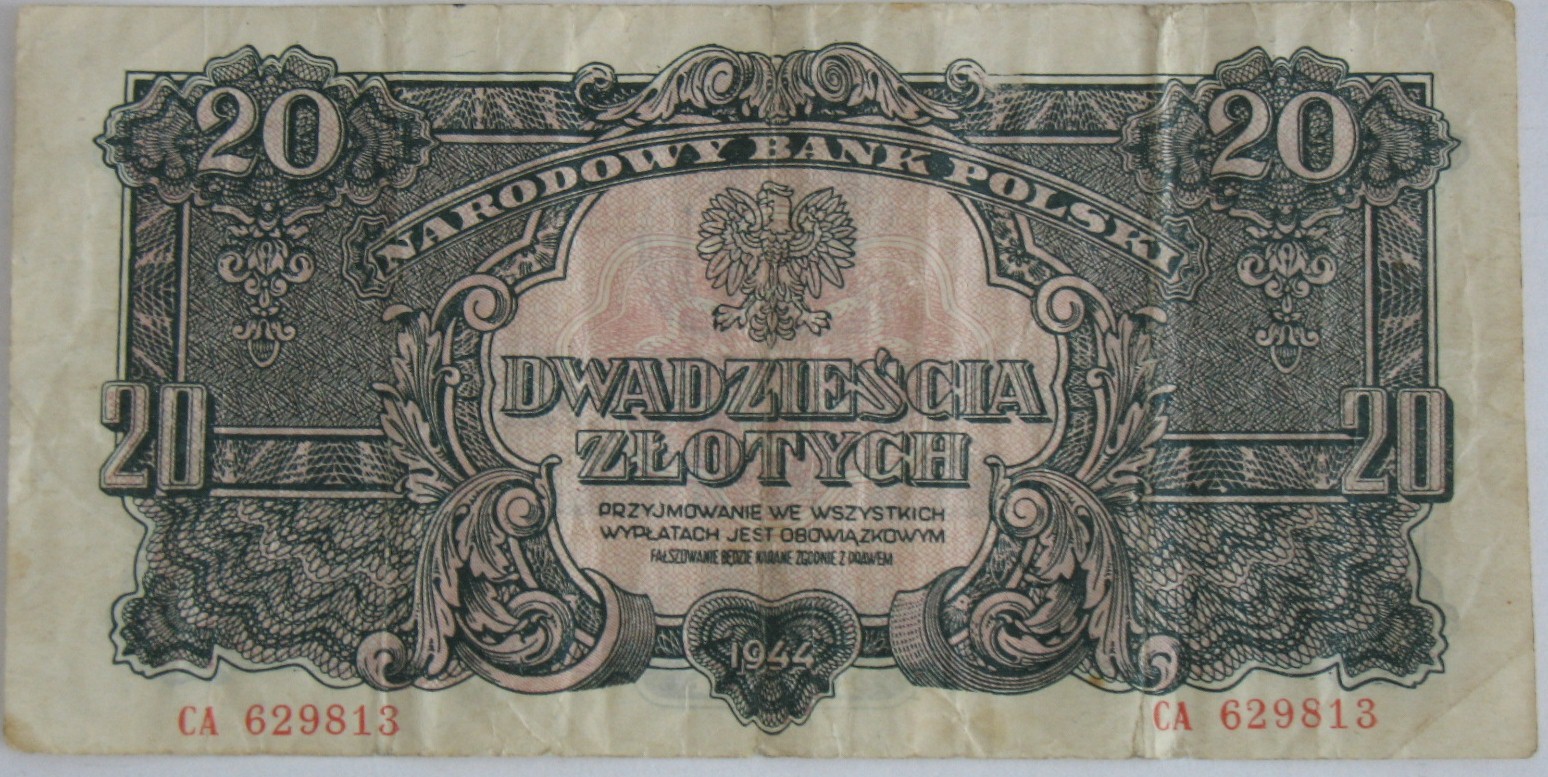 20 20
NARODOWY BANK POLSKI
DWADZIEŚCIA
ZŁOTYCH
20 20
PRZYJMOWANIE WE WSZYSTKICH
WYPŁATACH JEST OBOWIĄZKOWYM
FAŁSZOWANIE BĘDZIE KARANE ZGODNIE Z PRAWEM
1944
CA 629813 CA 629813